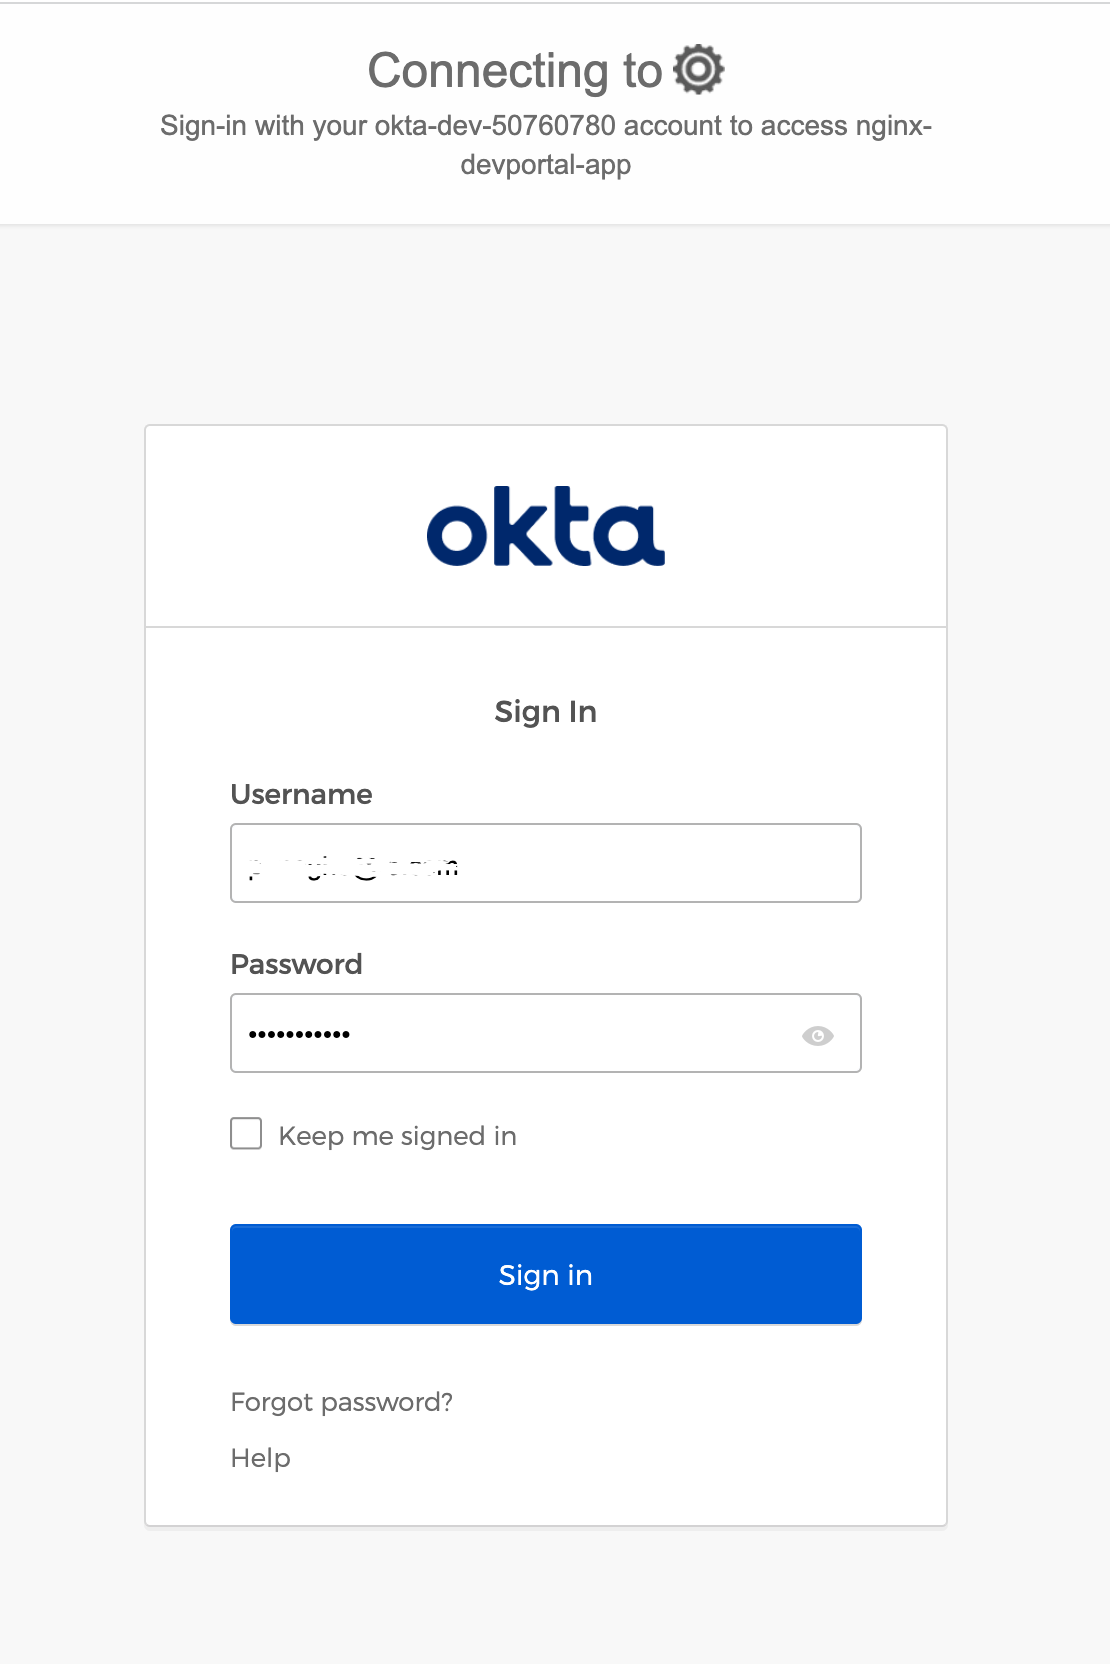 Connecting to
Sign-in with your okta-dev-50760780 account to access nginx-
devportal-app
okta
Sign In
Username
Password
•••••••••••
Keep me signed in
Sign in
Forgot password?
Help